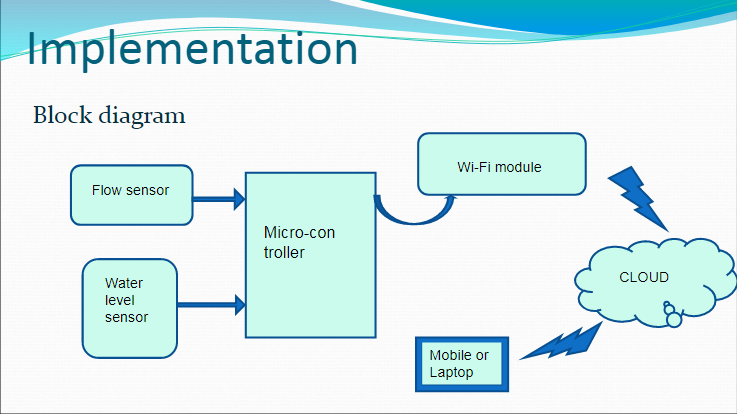 Implementation
Block diagram
Flow sensor
Water
level
sensor
Micro-con
troller
Wi-Fi module
CLOUD
Mobile or
Laptop